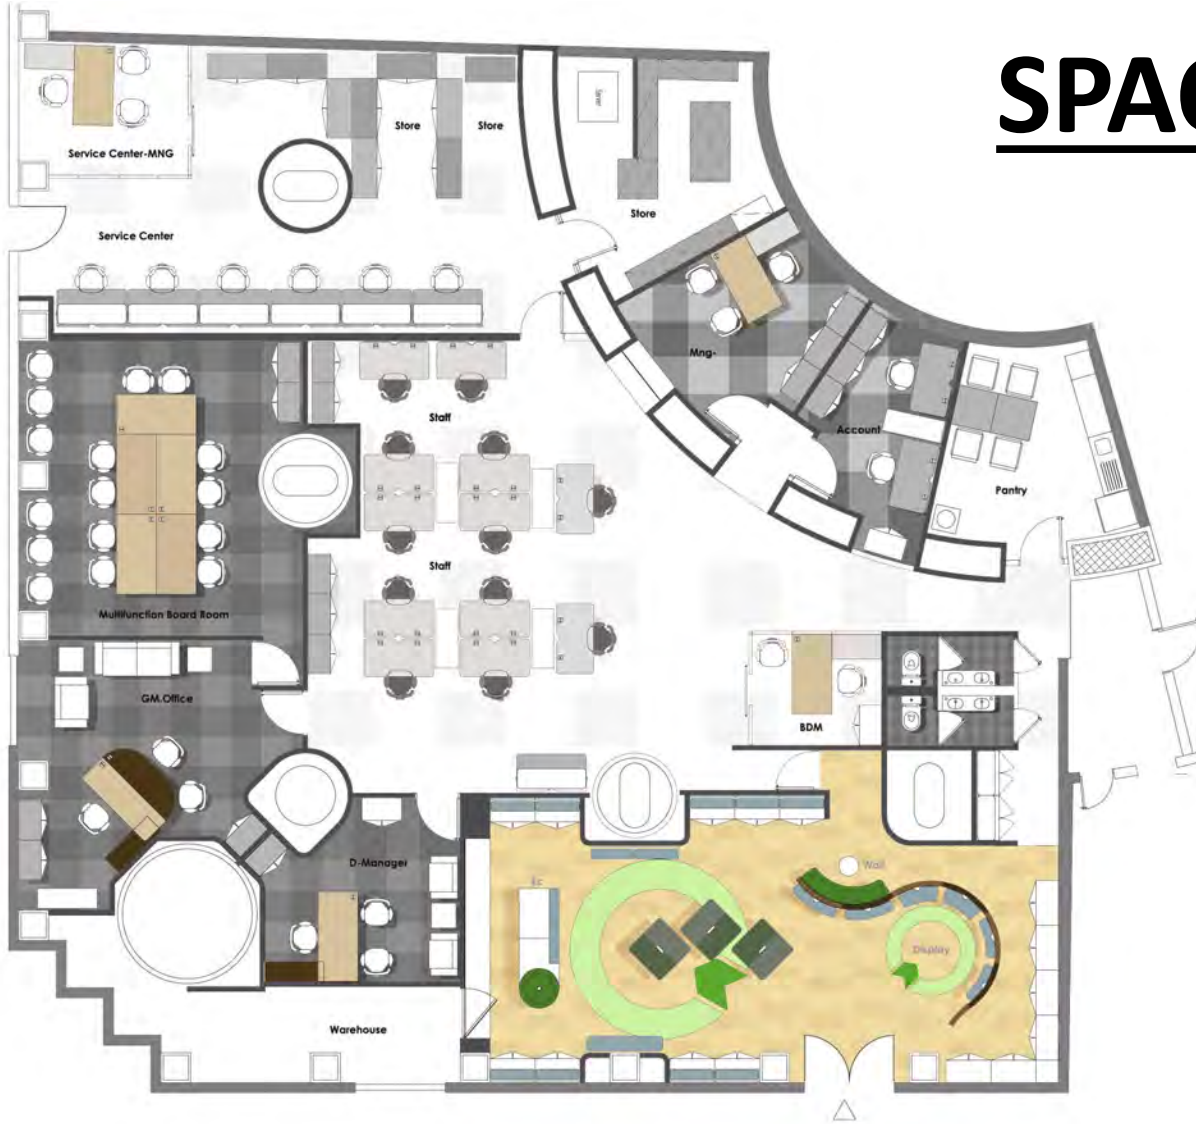 SPAC
Server
Store
Store
Service Center-MNG
Store
Service Center
Mng-
Staff
Account
Pantry
Staff
Multifunction Board Room
GM.Office
BDM
D-Manager
Wall
Display
Warehouse